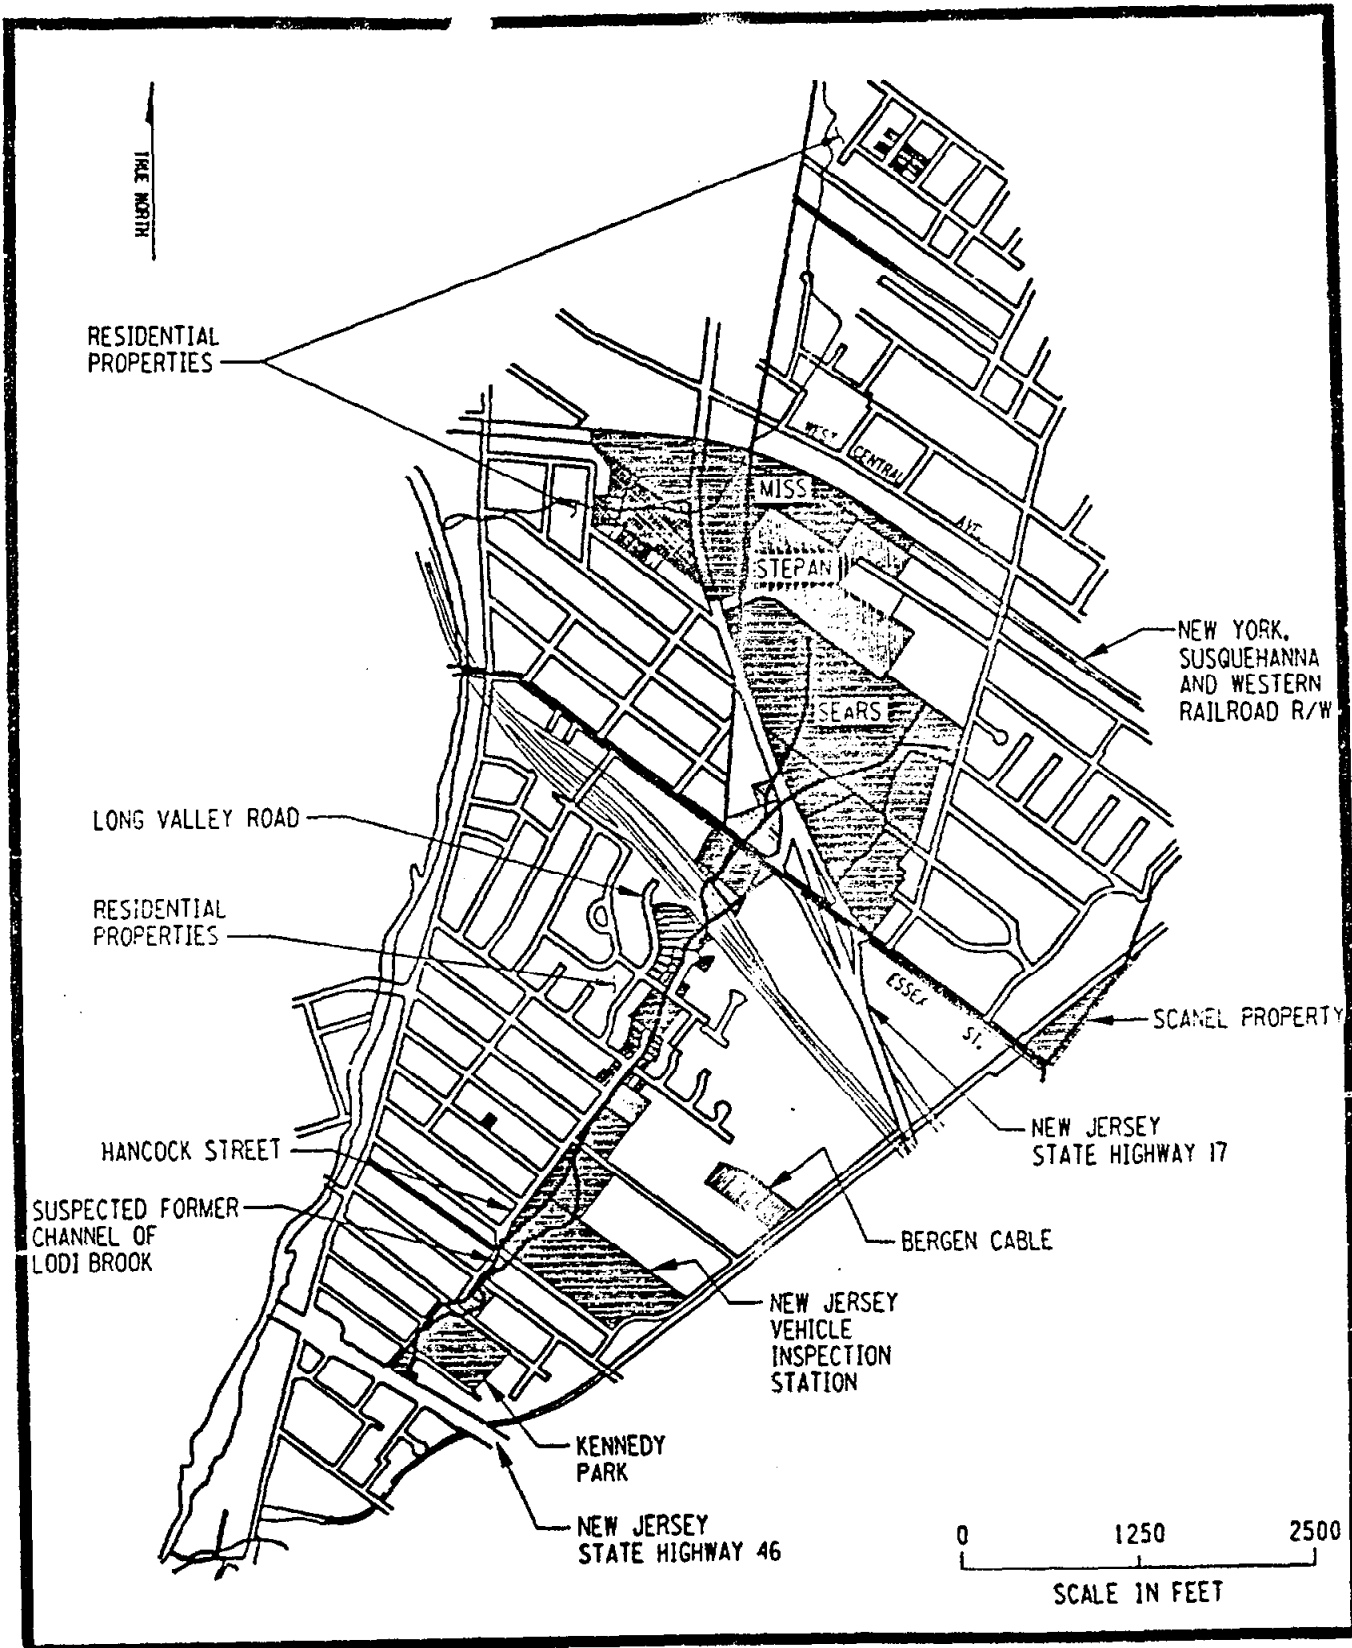 TRUE NORTH
RESIDENTIAL
PROPERTIES
WEST
CENTRAL
AVE.
MISS
STEPAN
NEW YORK,
SUSQUEHANNA
AND WESTERN
RAILROAD R/W
SEARS
LONG VALLEY ROAD
RESIDENTIAL
PROPERTIES
ESSEX
ST.
SCANEL PROPERTY
NEW JERSEY
STATE HIGHWAY 17
HANCOCK STREET
SUSPECTED FORMER
CHANNEL OF
LODI BROOK
BERGEN CABLE
NEW JERSEY
VEHICLE
INSPECTION
STATION
KENNEDY
PARK
NEW JERSEY
STATE HIGHWAY 46
0 1250 2500
SCALE IN FEET